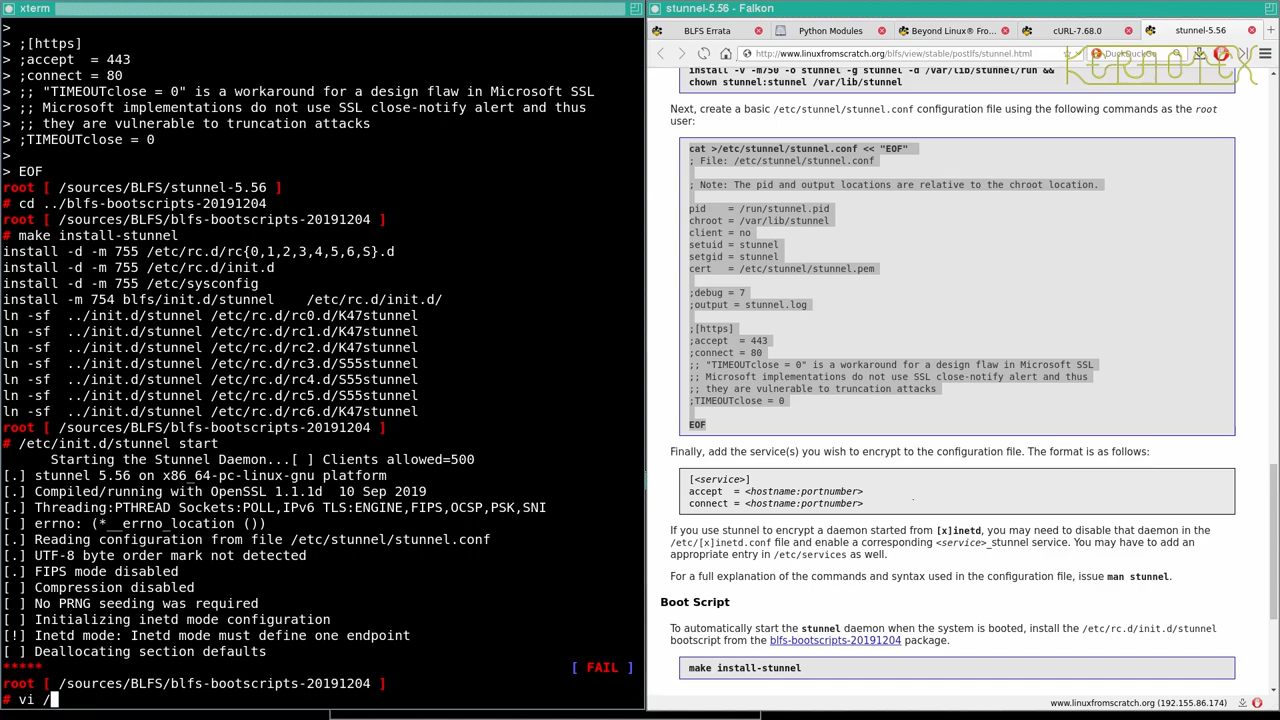 xterm
>
> ;[https]
> ;accept  = 443
> ;connect = 80
> ;; "TIMEOUTclose = 0" is a workaround for a design flaw in Microsoft SSL
> ;; Microsoft implementations do not use SSL close-notify alert and thus
> ;; they are vulnerable to truncation attacks
> ;TIMEOUTclose = 0
>
> EOF
root [ /sources/BLFS/stunnel-5.56 ]
# cd ../blfs-bootscripts-20191204
root [ /sources/BLFS/blfs-bootscripts-20191204 ]
# make install-stunnel
install -d -m 755 /etc/rc.d/rc{0,1,2,3,4,5,6,S}.d
install -d -m 755 /etc/rc.d/init.d
install -d -m 755 /etc/sysconfig
install -m 754 blfs/init.d/stunnel    /etc/rc.d/init.d/
ln -sf  ../init.d/stunnel /etc/rc.d/rc0.d/K47stunnel
ln -sf  ../init.d/stunnel /etc/rc.d/rc1.d/K47stunnel
ln -sf  ../init.d/stunnel /etc/rc.d/rc2.d/K47stunnel
ln -sf  ../init.d/stunnel /etc/rc.d/rc3.d/S55stunnel
ln -sf  ../init.d/stunnel /etc/rc.d/rc4.d/S55stunnel
ln -sf  ../init.d/stunnel /etc/rc.d/rc5.d/S55stunnel
ln -sf  ../init.d/stunnel /etc/rc.d/rc6.d/K47stunnel
root [ /sources/BLFS/blfs-bootscripts-20191204 ]
# /etc/init.d/stunnel start
Starting the Stunnel Daemon...[ ] Clients allowed=500
[.] stunnel 5.56 on x86_64-pc-linux-gnu platform
[.] Compiled/running with OpenSSL 1.1.1d  10 Sep 2019
[.] Threading:PTHREAD Sockets:POLL,IPv6 TLS:ENGINE,FIPS,OCSP,PSK,SNI
[ ] errno: (*__errno_location ())
[.] Reading configuration from file /etc/stunnel/stunnel.conf
[.] UTF-8 byte order mark not detected
[.] FIPS mode disabled
[ ] Compression disabled
[ ] No PRNG seeding was required
[ ] Initializing inetd mode configuration
[!] Inetd mode: Inetd mode must define one endpoint
[ ] Deallocating section defaults
***** [ FAIL ]
root [ /sources/BLFS/blfs-bootscripts-20191204 ]
# vi /
stunnel-5.56 - Falkon
BLFS Errata
Python Modules
Beyond Linux® Fro...
cURL-7.68.0
stunnel-5.56
http://www.linuxfromscratch.org/blfs/view/stable/postlfs/stunnel.html
DuckDuckGo
install -v -m750 -o stunnel -g stunnel -d /var/lib/stunnel/run &&
chown stunnel:stunnel /var/lib/stunnel
Next, create a basic /etc/stunnel/stunnel.conf configuration file using the following commands as the root
user:
cat >/etc/stunnel/stunnel.conf << "EOF"
; File: /etc/stunnel/stunnel.conf
; Note: The pid and output locations are relative to the chroot location.
pid    = /run/stunnel.pid
chroot = /var/lib/stunnel
client = no
setuid = stunnel
setgid = stunnel
cert   = /etc/stunnel/stunnel.pem
;debug = 7
;output = stunnel.log
;[https]
;accept  = 443
;connect = 80
;; "TIMEOUTclose = 0" is a workaround for a design flaw in Microsoft SSL
;; Microsoft implementations do not use SSL close-notify alert and thus
;; they are vulnerable to truncation attacks
;TIMEOUTclose = 0
EOF
Finally, add the service(s) you wish to encrypt to the configuration file. The format is as follows:
[<service>]
accept  = <hostname:portnumber>
connect = <hostname:portnumber>
If you use stunnel to encrypt a daemon started from [x]inetd, you may need to disable that daemon in the
/etc/[x]inetd.conf file and enable a corresponding <service>_stunnel service. You may have to add an
appropriate entry in /etc/services as well.
For a full explanation of the commands and syntax used in the configuration file, issue man stunnel.
Boot Script
To automatically start the stunnel daemon when the system is booted, install the /etc/rc.d/init.d/stunnel
bootscript from the blfs-bootscripts-20191204 package.
make install-stunnel
www.linuxfromscratch.org (192.155.86.174)